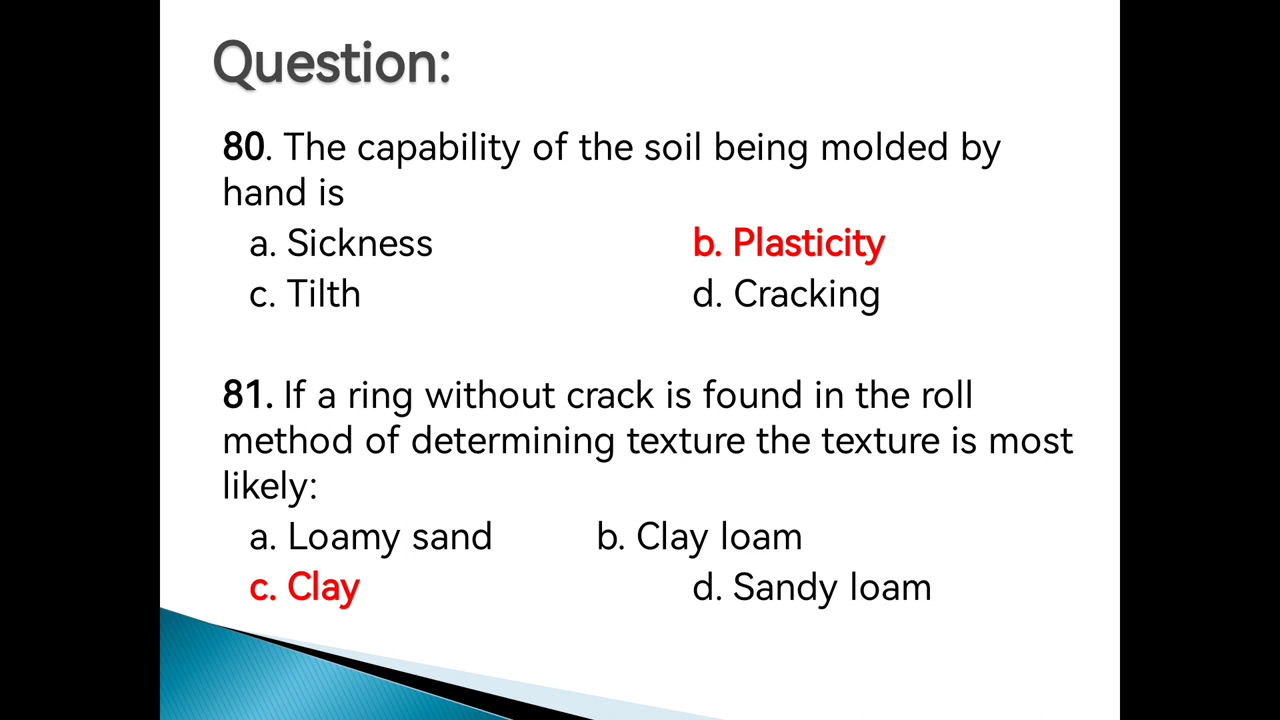 Question:
80. The capability of the soil being molded by
hand is
a. Sickness b. Plasticity
c. Tilth d. Cracking
81. If a ring without crack is found in the roll
method of determining texture the texture is most
likely:
a. Loamy sand b. Clay loam
c. Clay d. Sandy loam